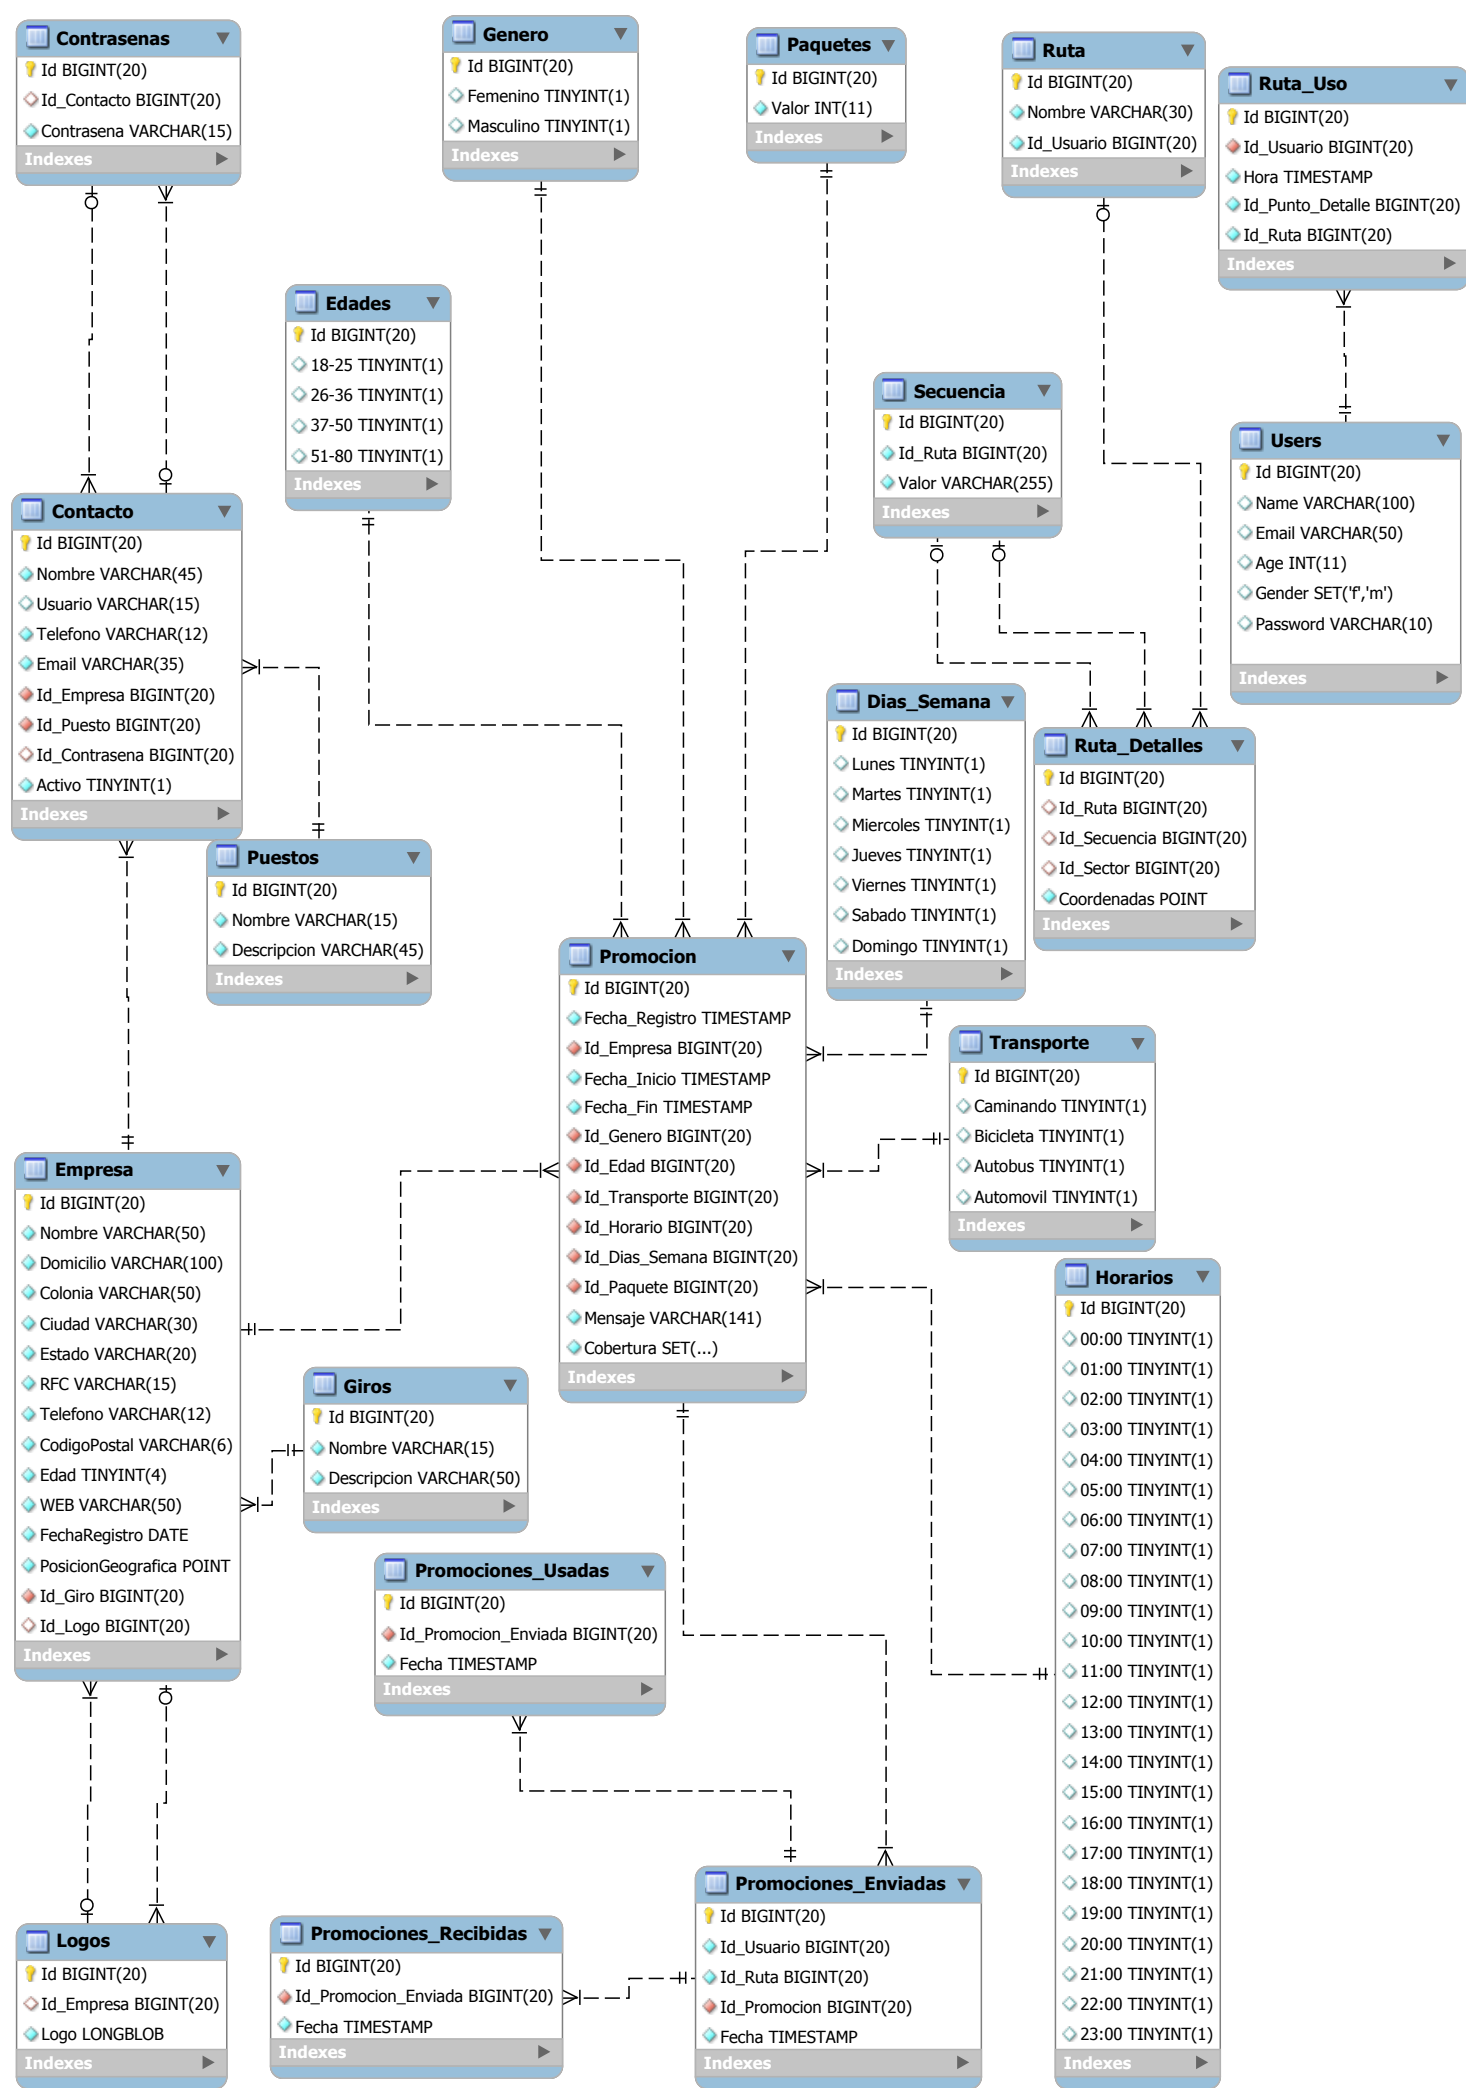 Contrasenas
Id BIGINT(20)
Id_Contacto BIGINT(20)
Contrasena VARCHAR(15)
Indexes
Genero
Id BIGINT(20)
Femenino TINYINT(1)
Masculino TINYINT(1)
Indexes
Paquetes
Id BIGINT(20)
Valor INT(11)
Indexes
Ruta
Id BIGINT(20)
Nombre VARCHAR(30)
Id_Usuario BIGINT(20)
Indexes
Ruta_Uso
Id BIGINT(20)
Id_Usuario BIGINT(20)
Hora TIMESTAMP
Id_Punto_Detalle BIGINT(20)
Id_Ruta BIGINT(20)
Indexes
Edades
Id BIGINT(20)
18-25 TINYINT(1)
26-36 TINYINT(1)
37-50 TINYINT(1)
51-80 TINYINT(1)
Indexes
Secuencia
Id BIGINT(20)
Id_Ruta BIGINT(20)
Valor VARCHAR(255)
Indexes
Users
Id BIGINT(20)
Name VARCHAR(100)
Email VARCHAR(50)
Age INT(11)
Gender SET('f','m')
Password VARCHAR(10)
Indexes
Contacto
Id BIGINT(20)
Nombre VARCHAR(45)
Usuario VARCHAR(15)
Telefono VARCHAR(12)
Email VARCHAR(35)
Id_Empresa BIGINT(20)
Id_Puesto BIGINT(20)
Id_Contrasena BIGINT(20)
Activo TINYINT(1)
Indexes
Dias_Semana
Id BIGINT(20)
Lunes TINYINT(1)
Martes TINYINT(1)
Miercoles TINYINT(1)
Jueves TINYINT(1)
Viernes TINYINT(1)
Sabado TINYINT(1)
Domingo TINYINT(1)
Indexes
Ruta_Detalles
Id BIGINT(20)
Id_Ruta BIGINT(20)
Id_Secuencia BIGINT(20)
Id_Sector BIGINT(20)
Coordenadas POINT
Indexes
Puestos
Id BIGINT(20)
Nombre VARCHAR(15)
Descripcion VARCHAR(45)
Indexes
Promocion
Id BIGINT(20)
Fecha_Registro TIMESTAMP
Id_Empresa BIGINT(20)
Fecha_Inicio TIMESTAMP
Fecha_Fin TIMESTAMP
Id_Genero BIGINT(20)
Id_Edad BIGINT(20)
Id_Transporte BIGINT(20)
Id_Horario BIGINT(20)
Id_Dias_Semana BIGINT(20)
Id_Paquete BIGINT(20)
Mensaje VARCHAR(141)
Cobertura SET(...)
Indexes
Transporte
Id BIGINT(20)
Caminando TINYINT(1)
Bicicleta TINYINT(1)
Autobus TINYINT(1)
Automovil TINYINT(1)
Indexes
Empresa
Id BIGINT(20)
Nombre VARCHAR(50)
Domicilio VARCHAR(100)
Colonia VARCHAR(50)
Ciudad VARCHAR(30)
Estado VARCHAR(20)
RFC VARCHAR(15)
Telefono VARCHAR(12)
CodigoPostal VARCHAR(6)
Edad TINYINT(4)
WEB VARCHAR(50)
FechaRegistro DATE
PosicionGeografica POINT
Id_Giro BIGINT(20)
Id_Logo BIGINT(20)
Indexes
Horarios
Id BIGINT(20)
00:00 TINYINT(1)
01:00 TINYINT(1)
02:00 TINYINT(1)
03:00 TINYINT(1)
04:00 TINYINT(1)
05:00 TINYINT(1)
06:00 TINYINT(1)
07:00 TINYINT(1)
08:00 TINYINT(1)
09:00 TINYINT(1)
10:00 TINYINT(1)
11:00 TINYINT(1)
12:00 TINYINT(1)
13:00 TINYINT(1)
14:00 TINYINT(1)
15:00 TINYINT(1)
16:00 TINYINT(1)
17:00 TINYINT(1)
18:00 TINYINT(1)
19:00 TINYINT(1)
20:00 TINYINT(1)
21:00 TINYINT(1)
22:00 TINYINT(1)
23:00 TINYINT(1)
Indexes
Giros
Id BIGINT(20)
Nombre VARCHAR(15)
Descripcion VARCHAR(50)
Indexes
Promociones_Usadas
Id BIGINT(20)
Id_Promocion_Enviada BIGINT(20)
Fecha TIMESTAMP
Indexes
Promociones_Enviadas
Id BIGINT(20)
Id_Usuario BIGINT(20)
Id_Ruta BIGINT(20)
Id_Promocion BIGINT(20)
Fecha TIMESTAMP
Indexes
Promociones_Recibidas
Id BIGINT(20)
Id_Promocion_Enviada BIGINT(20)
Fecha TIMESTAMP
Indexes
Logos
Id BIGINT(20)
Id_Empresa BIGINT(20)
Logo LONGBLOB
Indexes